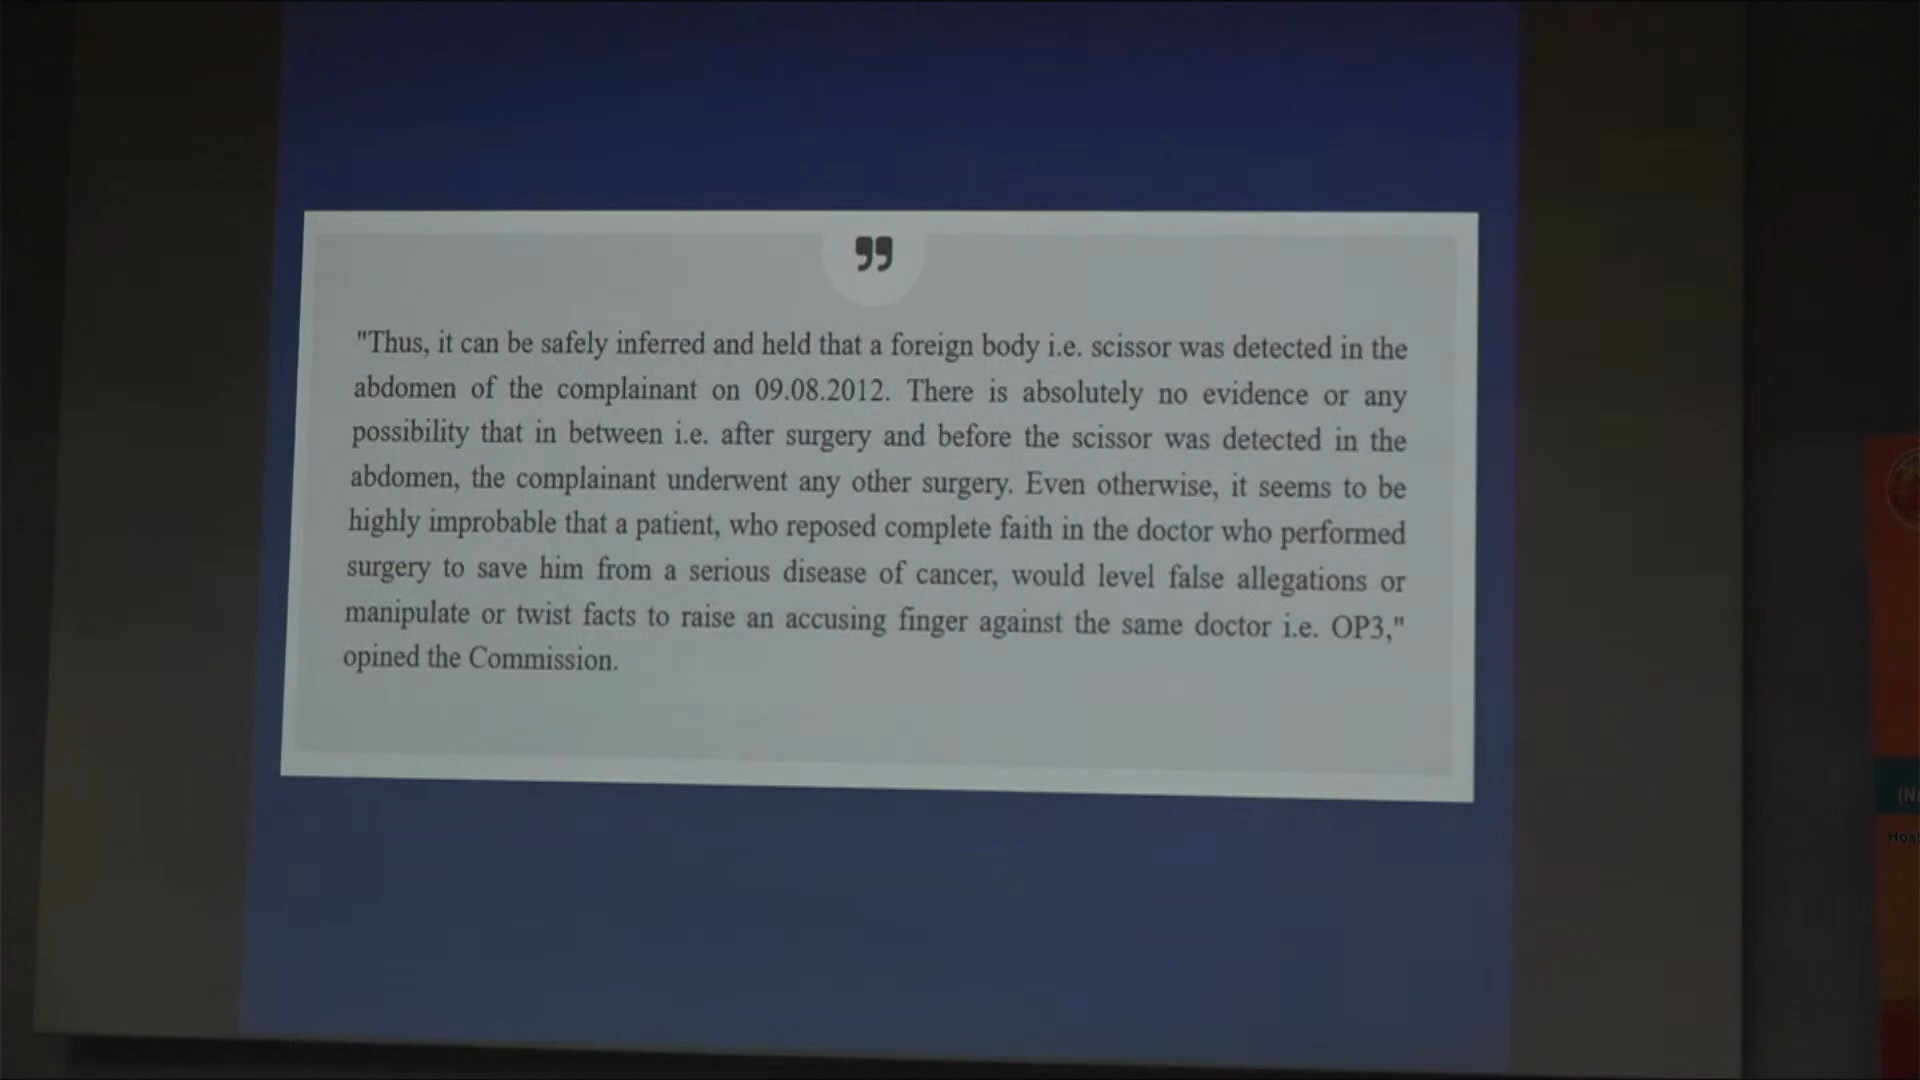 "Thus, it can be safely inferred and held that a foreign body i.e. scissor was detected in the
abdomen of the complainant on 09.08.2012. There is absolutely no evidence or any
possibility that in between i.e. after surgery and before the scissor was detected in the
abdomen, the complainant underwent any other surgery. Even otherwise, it seems to be
highly improbable that a patient, who reposed complete faith in the doctor who performed
surgery to save him from a serious disease of cancer, would level false allegations or
manipulate or twist facts to raise an accusing finger against the same doctor i.e. OP3,"
opined the Commission.